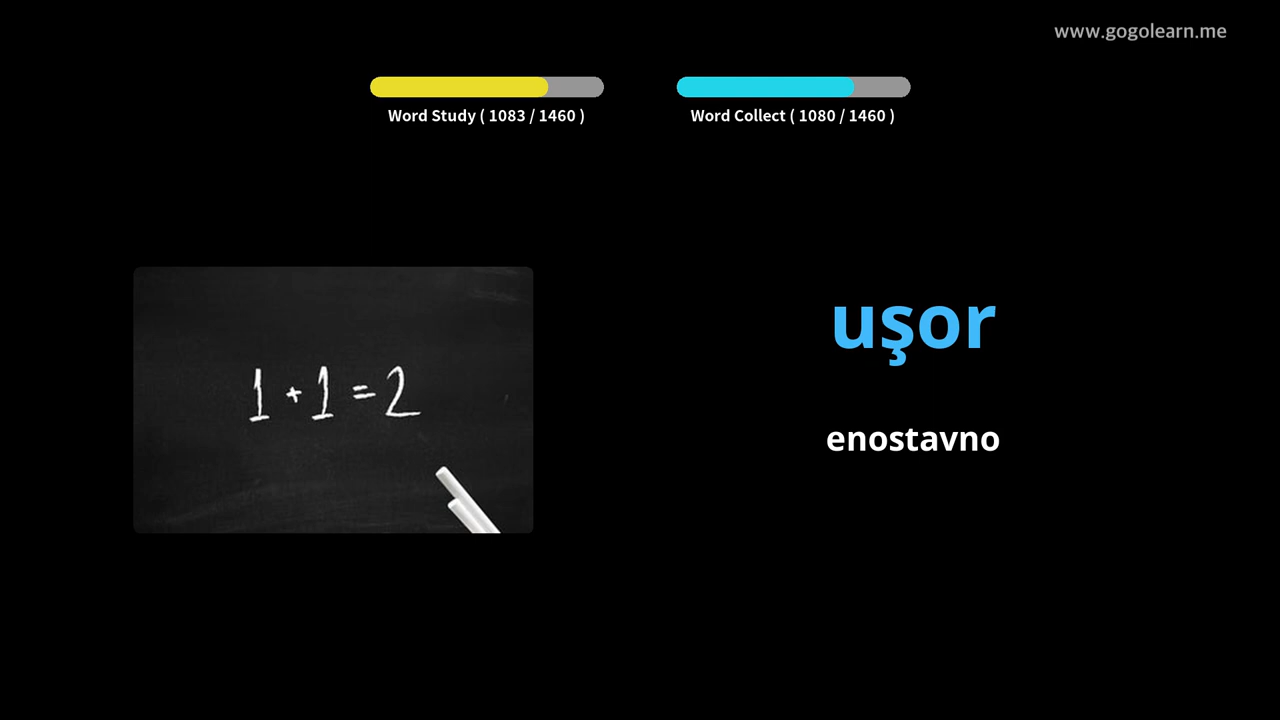 www.gogolearn.me
Word Study ( 1083 / 1460 )
Word Collect ( 1080 / 1460 )
1 + 1 = 2
uşor
enostavno